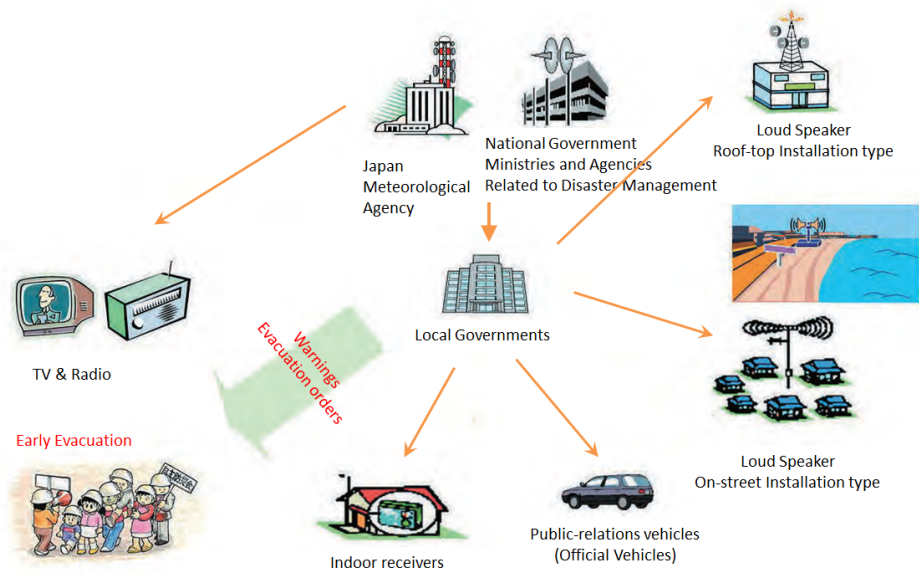 Japan
Meteorological
Agency
National Government
Ministries and Agencies
Related to Disaster Management
Loud Speaker
Roof-top Installation type
TV & Radio
Local Governments
Warnings
Evacuation orders
Early Evacuation
Loud Speaker
On-street Installation type
Indoor receivers
Public-relations vehicles
(Official Vehicles)